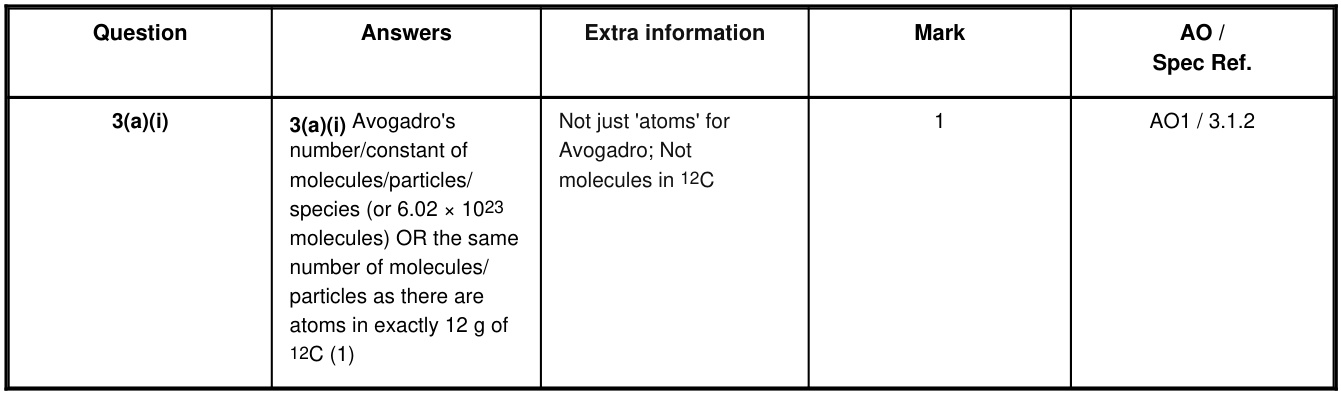 Question
Answers
Extra information
Mark
AO /
Spec Ref.
3(a)(i)
3(a)(i) Avogadro's
number/constant of
molecules/particles/
species (or 6.02 × 10²³
molecules) OR the same
number of molecules/
particles as there are
atoms in exactly 12 g of
¹²C (1)
Not just 'atoms' for
Avogadro; Not
molecules in ¹²C
1
AO1 / 3.1.2